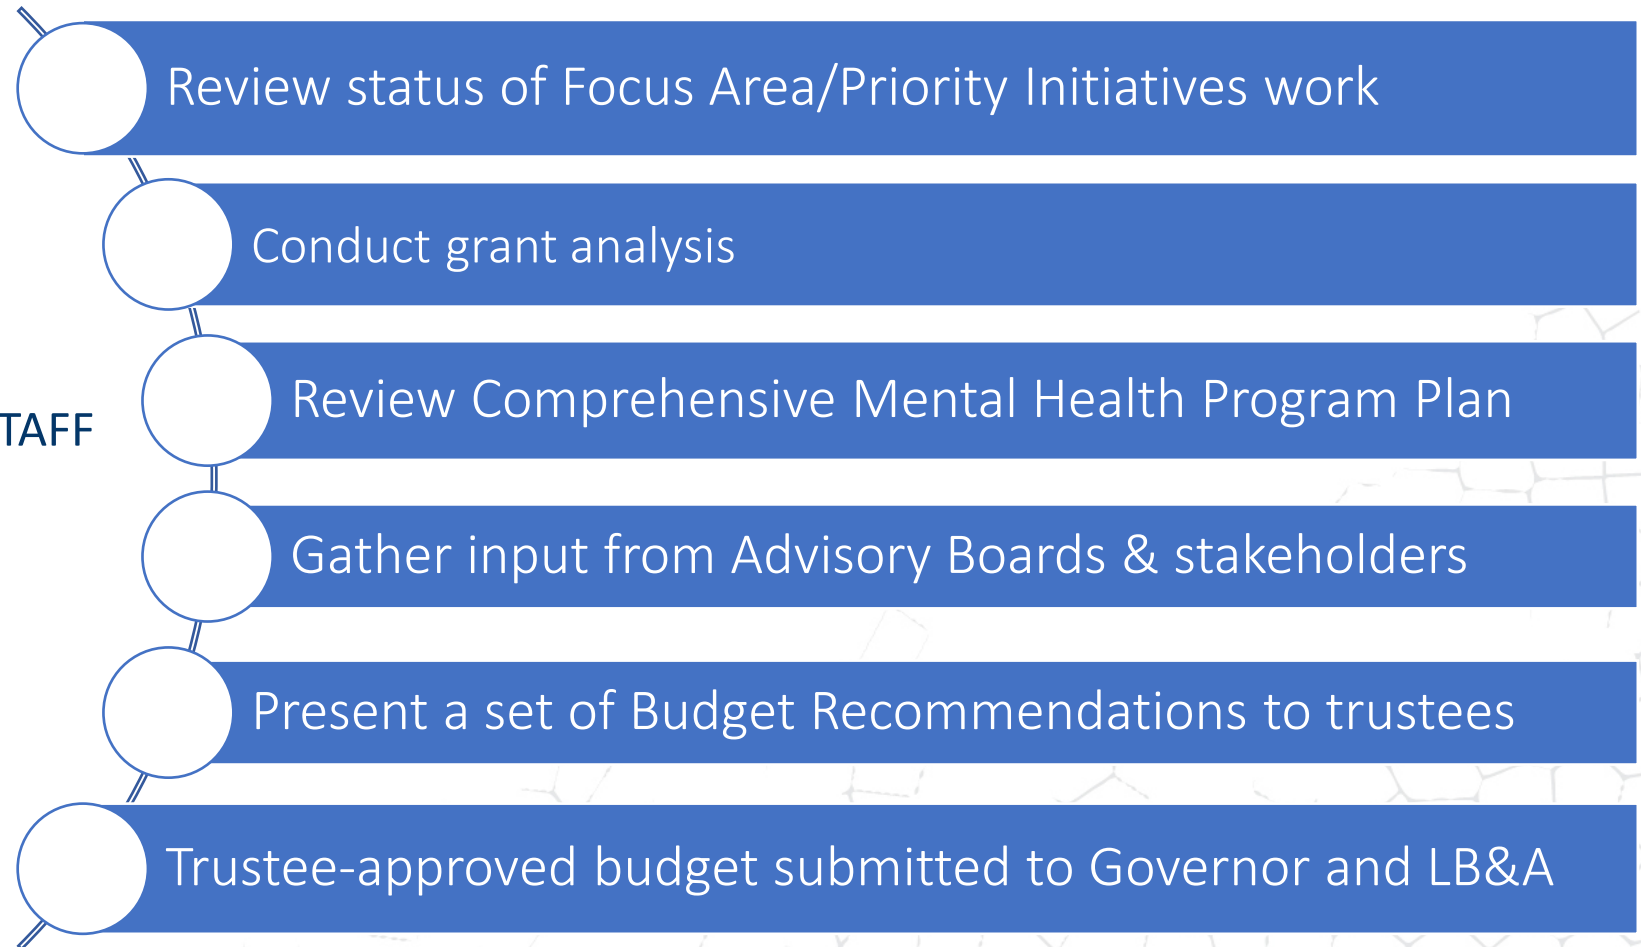 Review status of Focus Area/Priority Initiatives work
Conduct grant analysis
Review Comprehensive Mental Health Program Plan
TAFF
Gather input from Advisory Boards & stakeholders
Present a set of Budget Recommendations to trustees
Trustee-approved budget submitted to Governor and LB&A